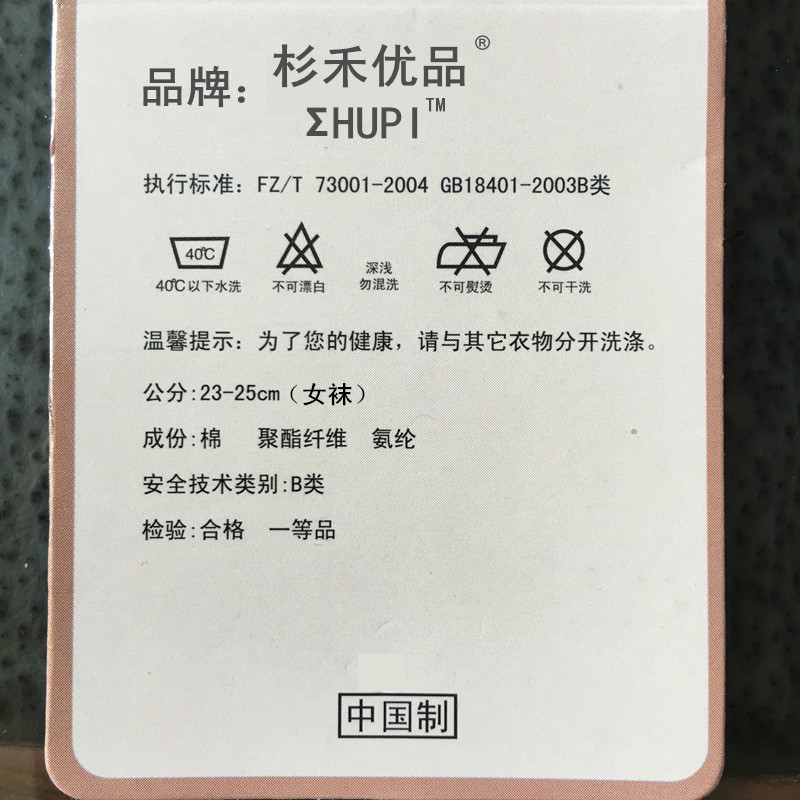 品牌：杉禾优品®
ΣHUPI™
执行标准：FZ/T 73001-2004 GB18401-2003B类
40℃
40℃以下水洗 不可漂白 深浅勿混洗 不可熨烫 不可干洗
温馨提示：为了您的健康，请与其它衣物分开洗涤。
公分:23-25cm（女袜）
成份:棉 聚酯纤维 氨纶
安全技术类别:B类
检验:合格 一等品
中国制